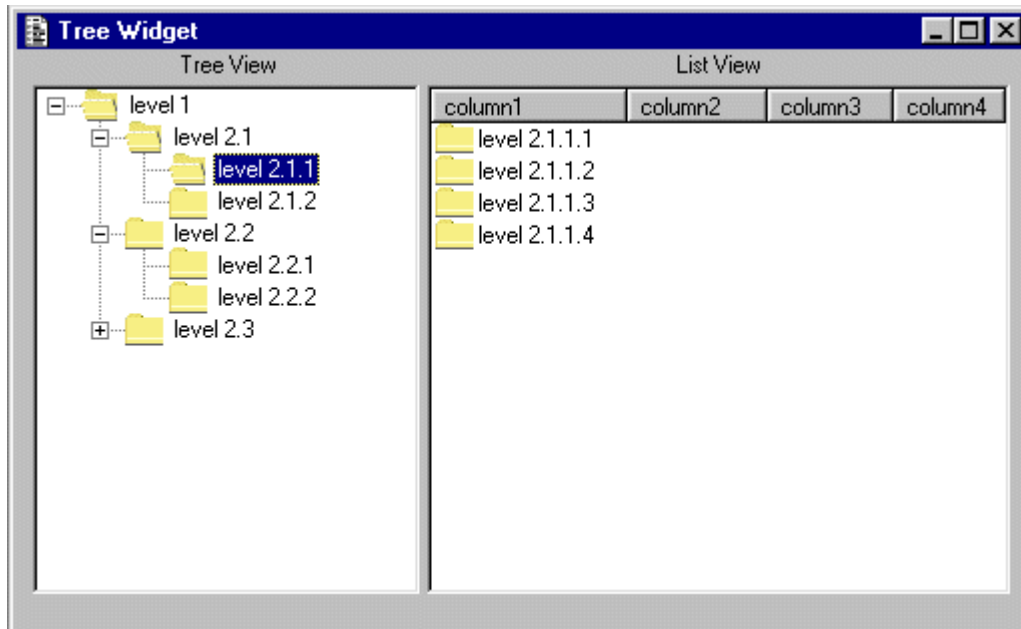 Tree Widget
Tree View
level 1
level 2.1
level 2.1.1
level 2.1.2
level 2.2
level 2.2.1
level 2.2.2
level 2.3
List View
column1 column2 column3 column4
level 2.1.1.1
level 2.1.1.2
level 2.1.1.3
level 2.1.1.4